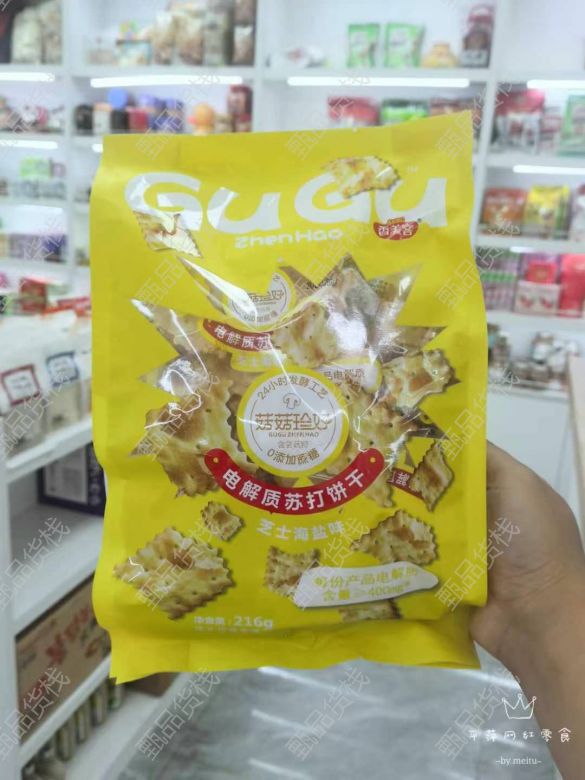 GuGu
ZhenHao
香美客
24小时发酵工艺
菇菇珍好
GUGU ZHENHAO
0添加蔗糖
电解质苏打饼干
芝士海盐味
每份产品电解质
含量≥400mg*
净含量:216g
甄品货栈
平萍网红零食
-by.meitu-